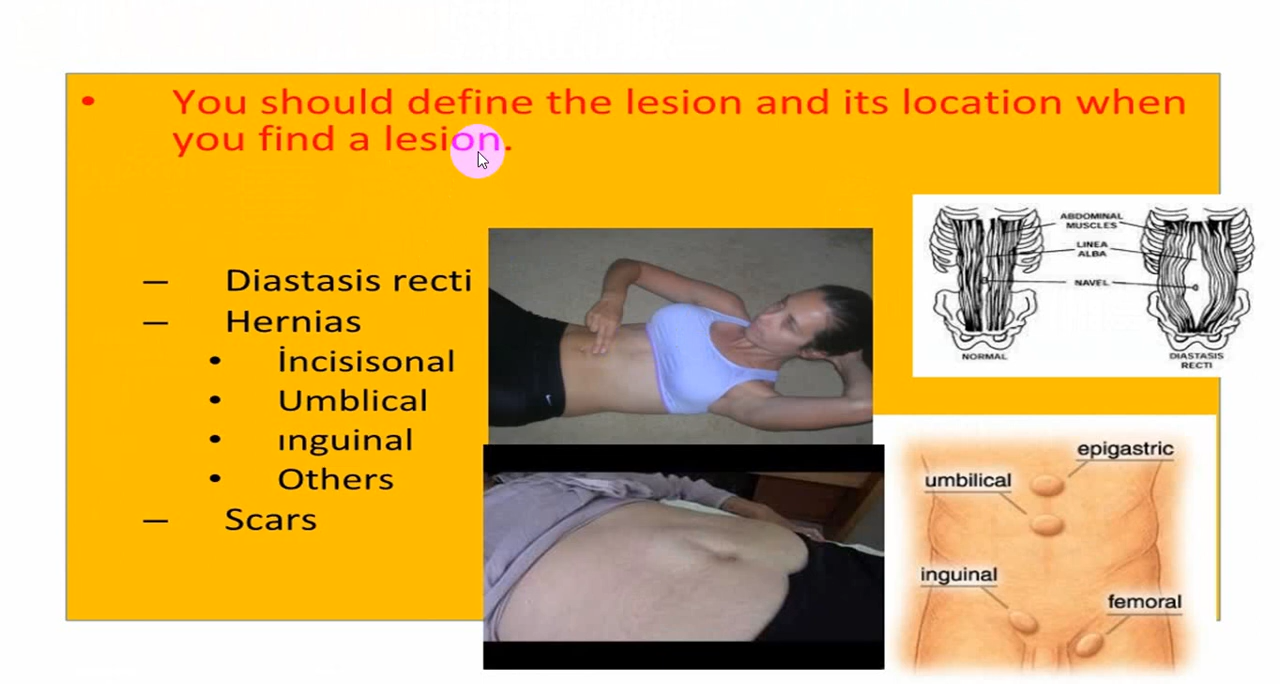 • You should define the lesion and its location when
you find a lesion.
– Diastasis recti
– Hernias
• İncisisonal
• Umblical
• ınguinal
• Others
– Scars
ABDOMINAL
MUSCLES
LINEA
ALBA
NAVEL
NORMAL
DIASTASIS
RECTI
epigastric
umbilical
inguinal
femoral